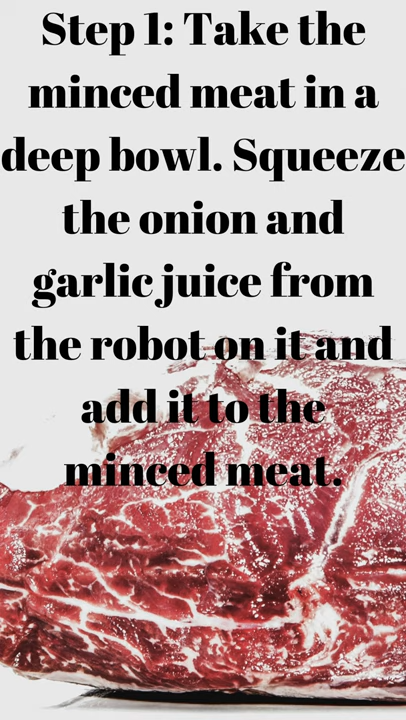 Step 1: Take the
minced meat in a
deep bowl. Squeeze
the onion and
garlic juice from
the robot on it and
add it to the
minced meat.